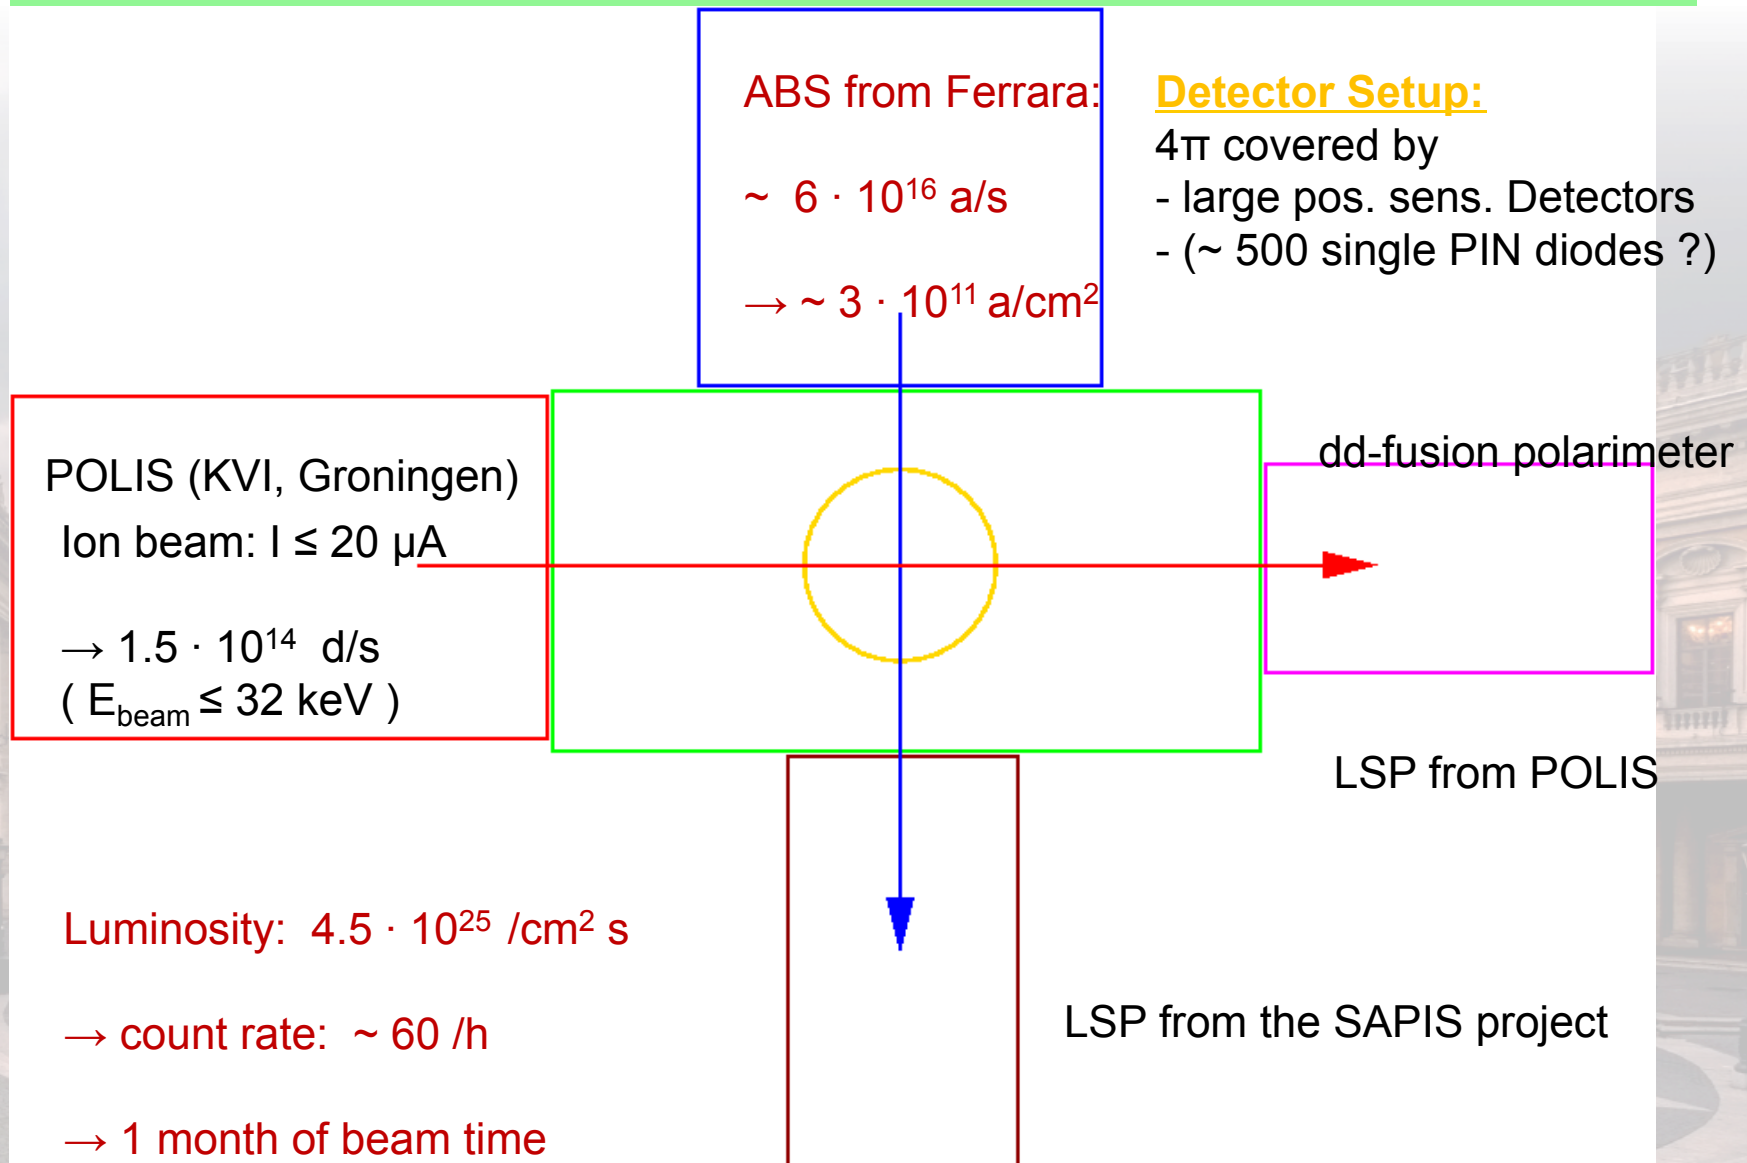 ABS from Ferrara:
~ 6 · 10¹⁶ a/s
→ ~ 3 · 10¹¹ a/cm²
Detector Setup:
4π covered by
- large pos. sens. Detectors
- (~ 500 single PIN diodes ?)
POLIS (KVI, Groningen)
Ion beam: I ≤ 20 µA
→ 1.5 · 10¹⁴ d/s
( E_beam ≤ 32 keV )
dd-fusion polarimeter
LSP from POLIS
Luminosity: 4.5 · 10²⁵ /cm² s
→ count rate: ~ 60 /h
→ 1 month of beam time
LSP from the SAPIS project